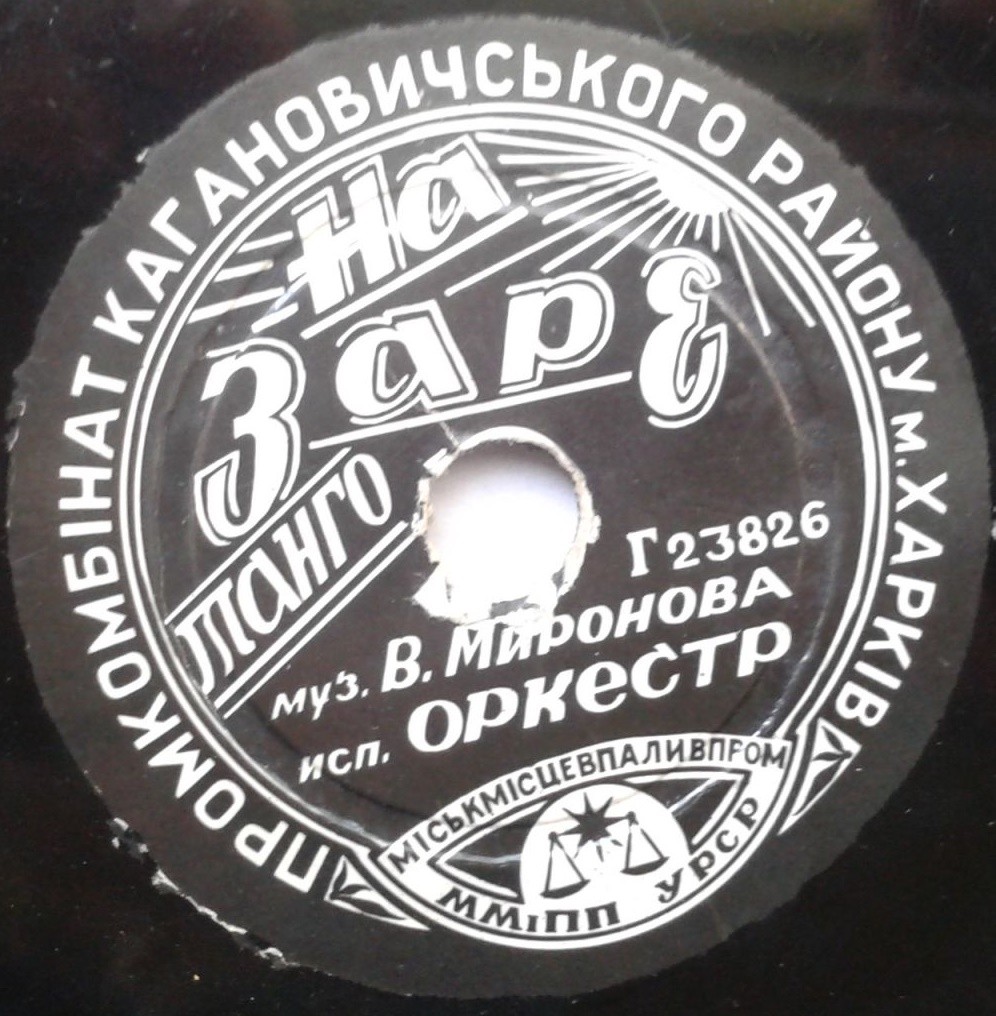 ПРОМКОМБІНАТ КАГАНОВИЧСЬКОГО РАЙОНУ м. ХАРКІВ
На
Заре
Танго
Г 23826
муз. В. Миронова
исп. оркестр
МІСЬКМІСЦЕВПАЛИВПРОМ
ММІПП УРСР